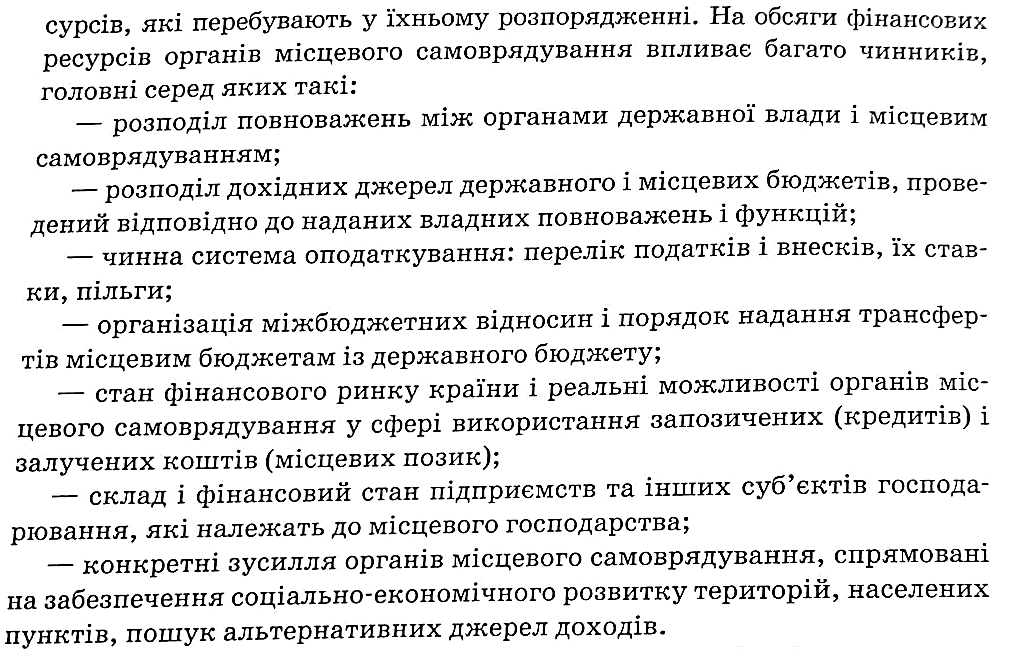 сурсів, які перебувають у їхньому розпорядженні. На обсяги фінансових
ресурсів органів місцевого самоврядування впливає багато чинників,
головні серед яких такі:
— розподіл повноважень між органами державної влади і місцевим
самоврядуванням;
— розподіл дохідних джерел державного і місцевих бюджетів, прове-
дений відповідно до наданих владних повноважень і функцій;
— чинна система оподаткування: перелік податків і внесків, їх став-
ки, пільги;
— організація міжбюджетних відносин і порядок надання трансфер-
тів місцевим бюджетам із державного бюджету;
— стан фінансового ринку країни і реальні можливості органів міс-
цевого самоврядування у сфері використання запозичених (кредитів) і
залучених коштів (місцевих позик);
— склад і фінансовий стан підприємств та інших суб’єктів господа-
рювання, які належать до місцевого господарства;
— конкретні зусилля органів місцевого самоврядування, спрямовані
на забезпечення соціально-економічного розвитку територій, населених
пунктів, пошук альтернативних джерел доходів.